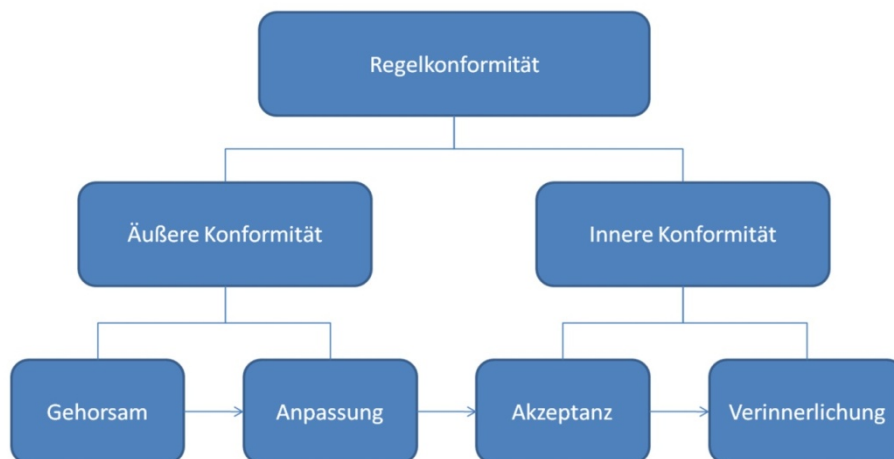 Regelkonformität
Äußere Konformität
Innere Konformität
Gehorsam
Anpassung
Akzeptanz
Verinnerlichung